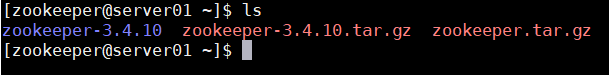 [zookeeper@server01 ~]$ ls
zookeeper-3.4.10  zookeeper-3.4.10.tar.gz  zookeeper.tar.gz
[zookeeper@server01 ~]$